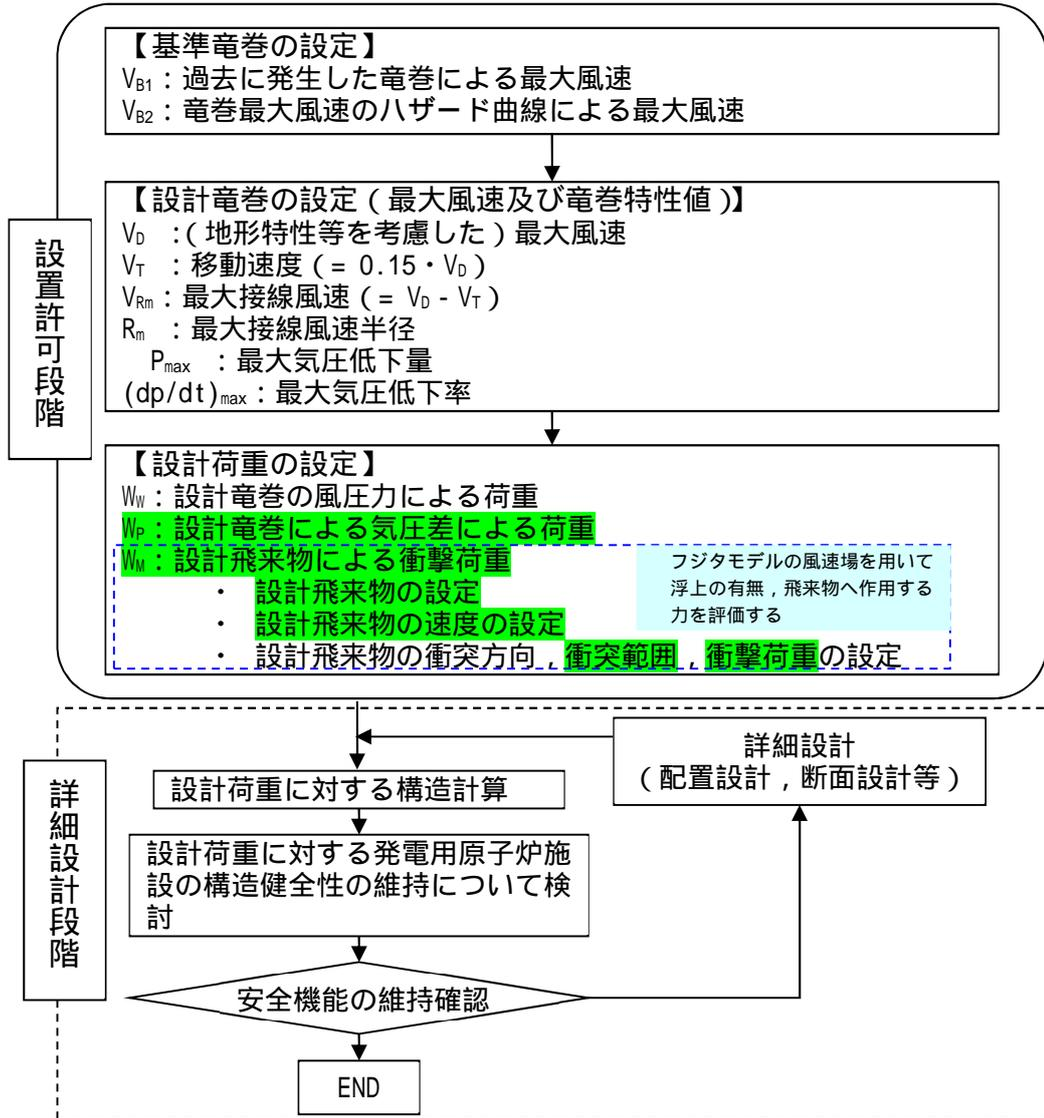 【基準竜巻の設定】
VB1：過去に発生した竜巻による最大風速
VB2：竜巻最大風速のハザード曲線による最大風速
【設計竜巻の設定（最大風速及び竜巻特性値）】
VD ：（地形特性等を考慮した）最大風速
VT ：移動速度（= 0.15・VD）
VRm：最大接線風速（= VD - VT）
Rm ：最大接線風速半径
Pmax ：最大気圧低下量
(dp/dt)max：最大気圧低下率
設置許可段階
【設計荷重の設定】
WW：設計竜巻の風圧力による荷重
WP：設計竜巻による気圧差による荷重
WM：設計飛来物による衝撃荷重
・ 設計飛来物の設定
・ 設計飛来物の速度の設定
・ 設計飛来物の衝突方向，衝突範囲，衝撃荷重の設定
フジタモデルの風速場を用いて
浮上の有無，飛来物へ作用する
力を評価する
詳細設計段階
詳細設計
（配置設計，断面設計等）
設計荷重に対する構造計算
設計荷重に対する発電用原子炉施
設の構造健全性の維持について検
討
安全機能の維持確認
END